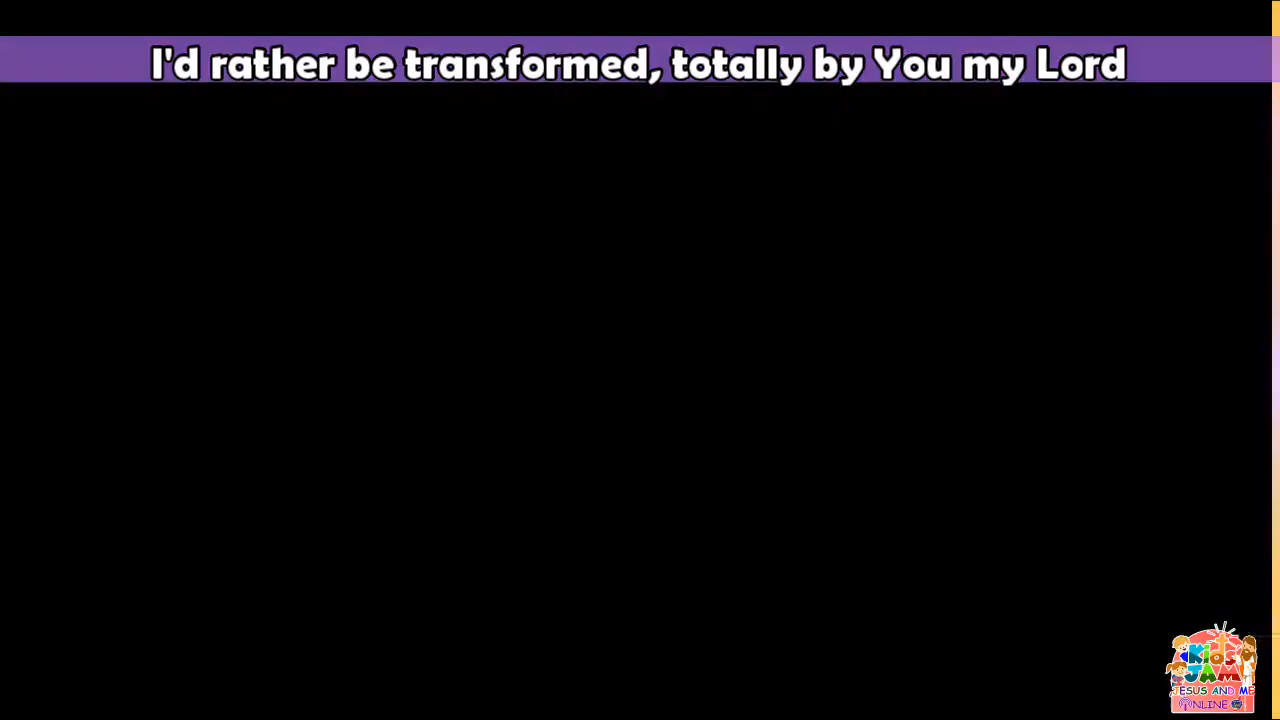 I'd rather be transformed, totally by You my Lord
Kids
JAM
JESUS AND ME
ONLINE